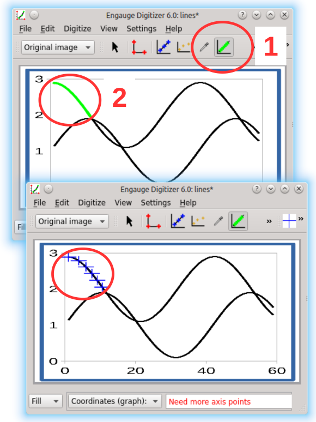 Engauge Digitizer 6.0: lines*
File Edit Digitize View Settings Help
Original image
1
»
3
2
2
1
Fil
Engauge Digitizer 6.0: lines*
File Edit Digitize View Settings Help
Original image
»
»
3
2
1
0
0 20 40 60
Fill
Coordinates (graph):
Need more axis points